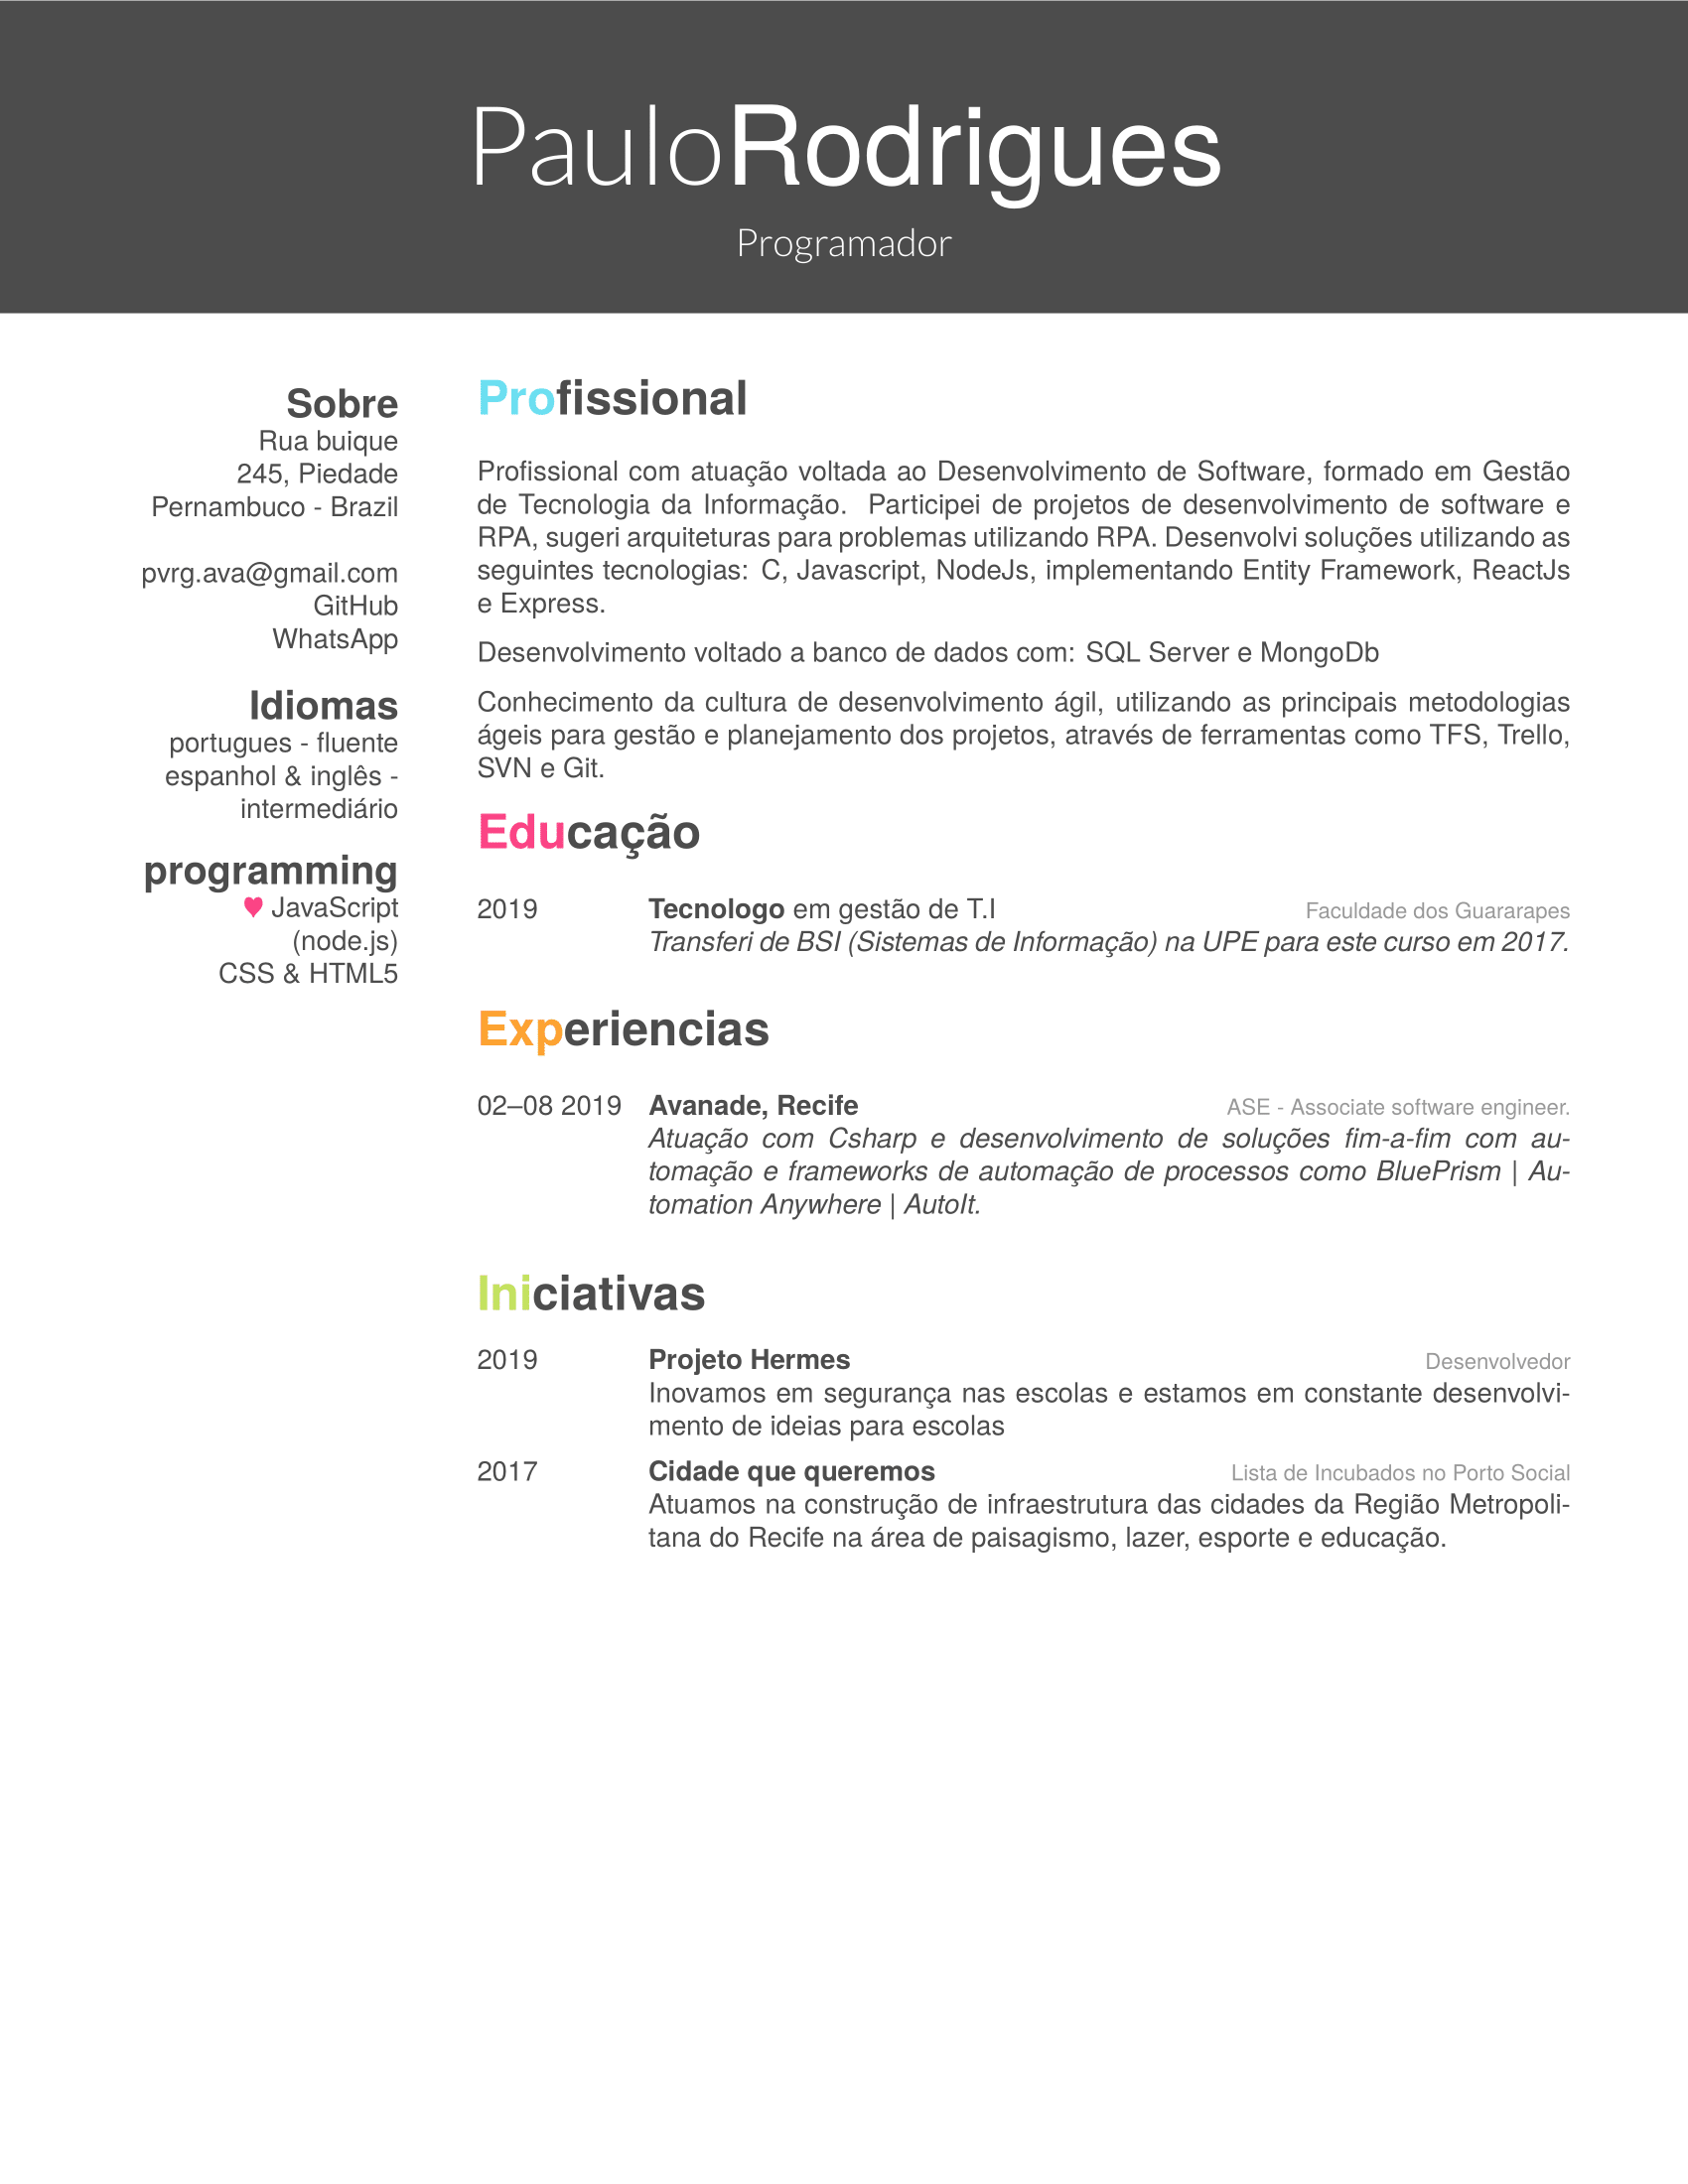 PauloRodrigues
Programador
Sobre
Rua buique
245, Piedade
Pernambuco - Brazil
pvrg.ava@gmail.com
GitHub
WhatsApp
Idiomas
portugues - fluente
espanhol & inglês -
intermediário
programming
♥ JavaScript
(node.js)
CSS & HTML5
Profissional
Profissional com atuação voltada ao Desenvolvimento de Software, formado em Gestão
de Tecnologia da Informação. Participei de projetos de desenvolvimento de software e
RPA, sugeri arquiteturas para problemas utilizando RPA. Desenvolvi soluções utilizando as
seguintes tecnologias: C, Javascript, NodeJs, implementando Entity Framework, ReactJs
e Express.
Desenvolvimento voltado a banco de dados com: SQL Server e MongoDb
Conhecimento da cultura de desenvolvimento ágil, utilizando as principais metodologias
ágeis para gestão e planejamento dos projetos, através de ferramentas como TFS, Trello,
SVN e Git.
Educação
2019 Tecnologo em gestão de T.I Faculdade dos Guararapes
Transferi de BSI (Sistemas de Informação) na UPE para este curso em 2017.
Experiencias
02–08 2019 Avanade, Recife ASE - Associate software engineer.
Atuação com Csharp e desenvolvimento de soluções fim-a-fim com au-
tomação e frameworks de automação de processos como BluePrism | Au-
tomation Anywhere | AutoIt.
Iniciativas
2019 Projeto Hermes Desenvolvedor
Inovamos em segurança nas escolas e estamos em constante desenvolvi-
mento de ideias para escolas
2017 Cidade que queremos Lista de Incubados no Porto Social
Atuamos na construção de infraestrutura das cidades da Região Metropoli-
tana do Recife na área de paisagismo, lazer, esporte e educação.